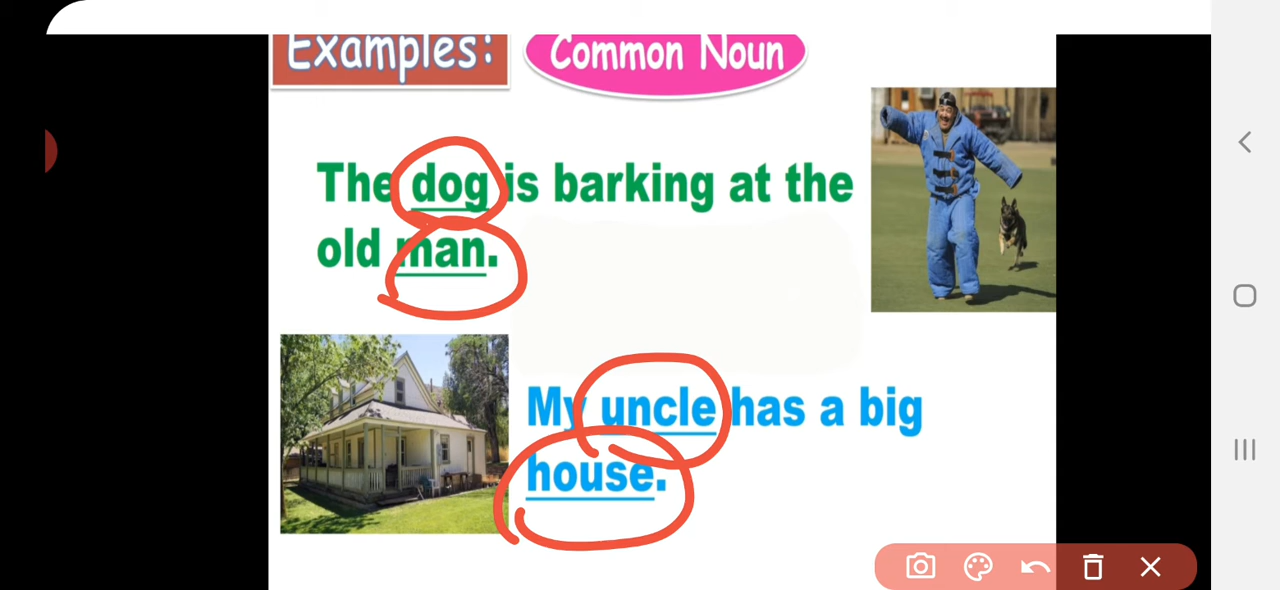 Examples:
Common Noun
The dog is barking at the
old man.
My uncle has a big
house.